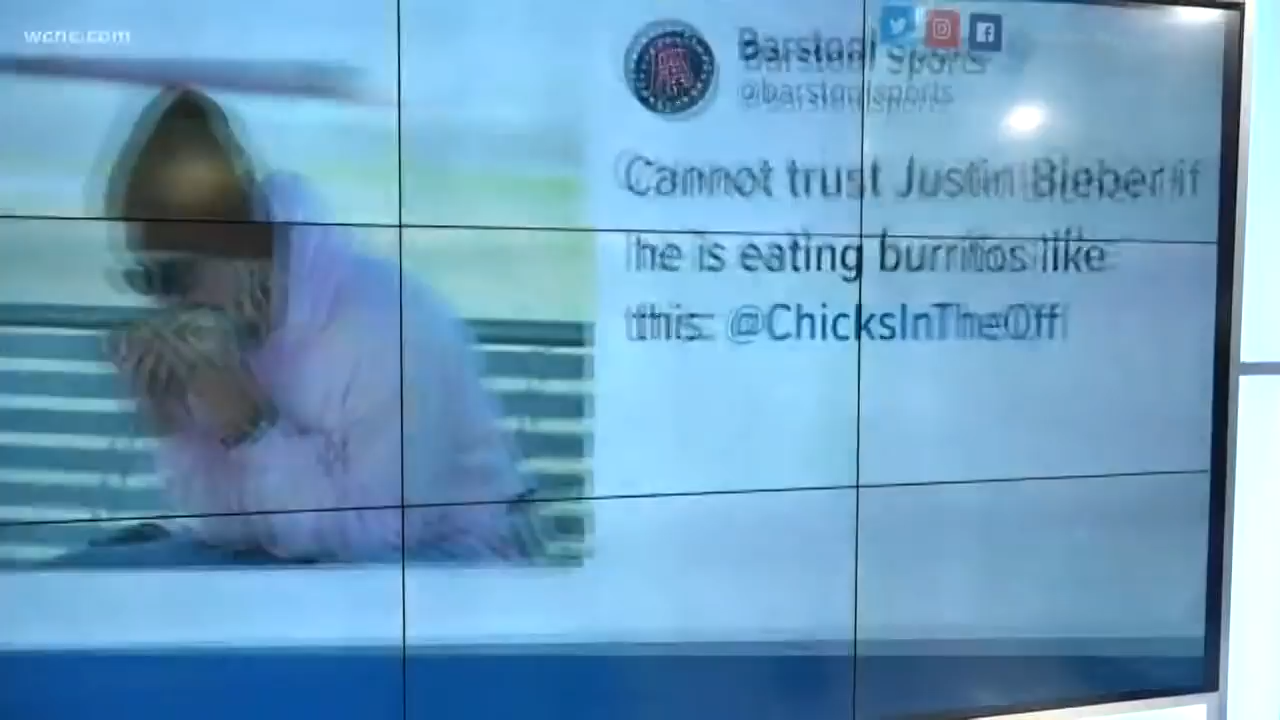 wcnc.com
Barstool Sports
@barstoolsports
Cannot trust Justin Bieber if
he is eating burritos like
this: @ChicksInTheOff